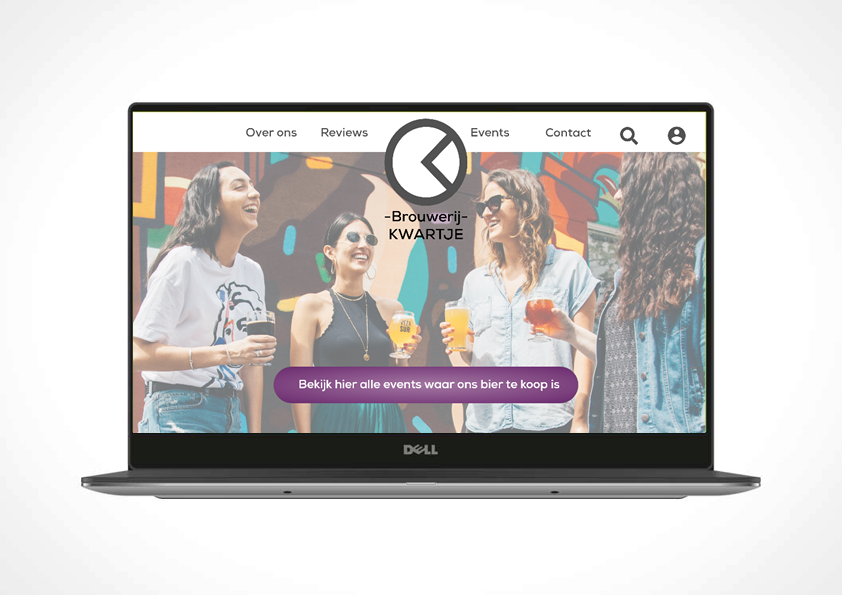 Over ons Reviews Events Contact
-Brouwerij-
KWARTJE
Bekijk hier alle events waar ons bier te koop is
DELL